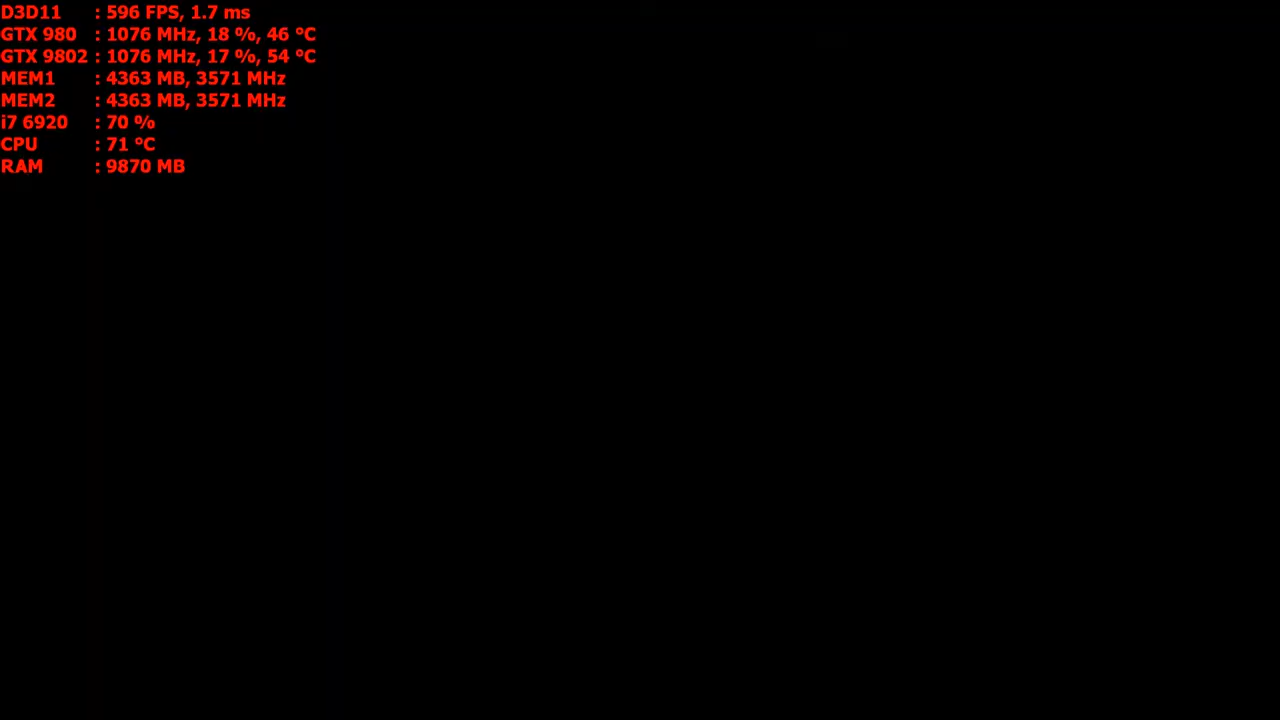 D3D11 : 596 FPS, 1.7 ms
GTX 980 : 1076 MHz, 18 %, 46 °C
GTX 9802 : 1076 MHz, 17 %, 54 °C
MEM1 : 4363 MB, 3571 MHz
MEM2 : 4363 MB, 3571 MHz
i7 6920 : 70 %
CPU : 71 °C
RAM : 9870 MB